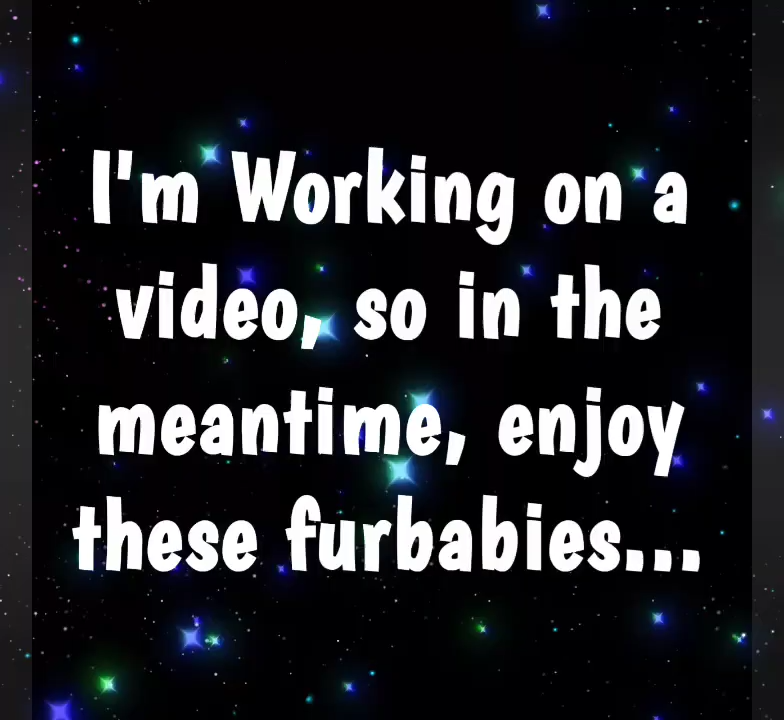 I'm Working on a
video, so in the
meantime, enjoy
these furbabies...